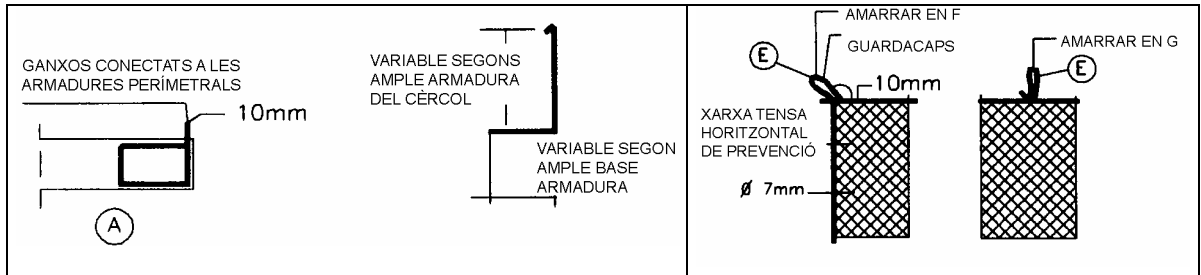 GANXOS CONECTATS A LES
ARMADURES PERÍMETRALS
10mm
A
VARIABLE SEGONS
AMPLE ARMADURA
DEL CÈRCOL
VARIABLE SEGON
AMPLE BASE
ARMADURA
AMARRAR EN F
GUARDACAPS
E
10mm
XARXA TENSA
HORITZONTAL
DE PREVENCIÓ
Ø 7mm
AMARRAR EN G
E